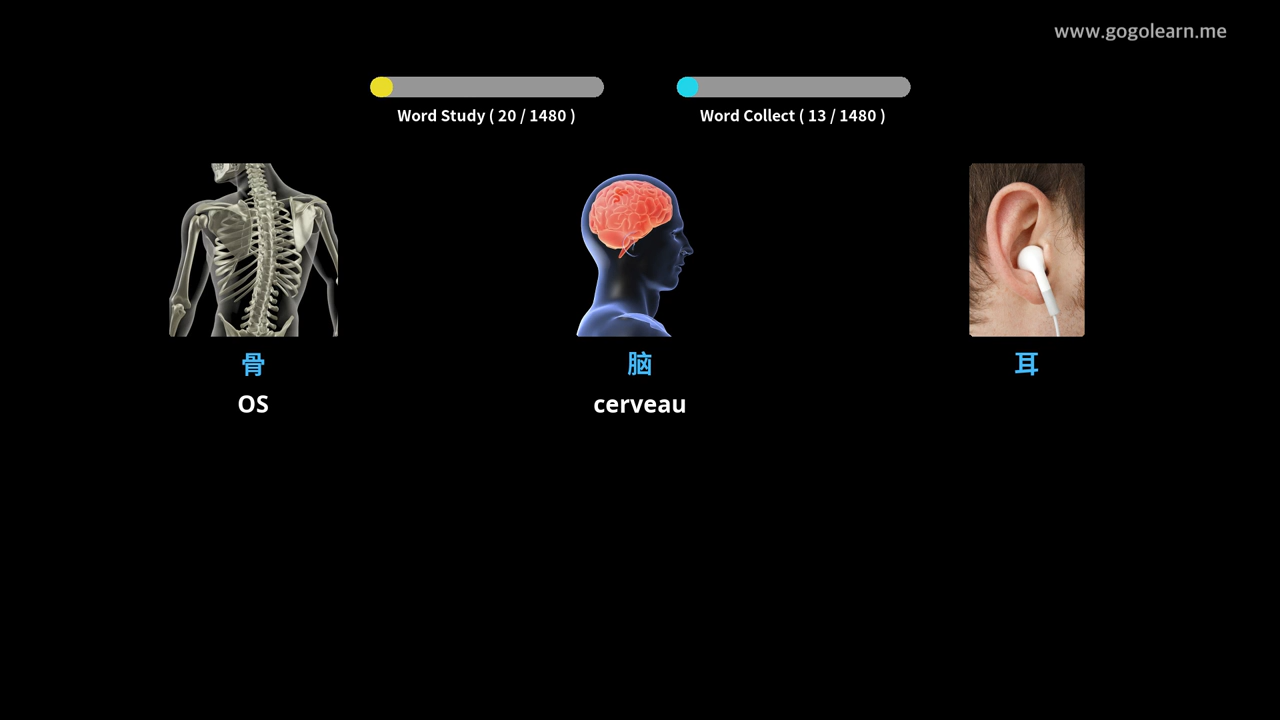 www.gogolearn.me
Word Study ( 20 / 1480 )
Word Collect ( 13 / 1480 )
骨
脑
耳
os
cerveau